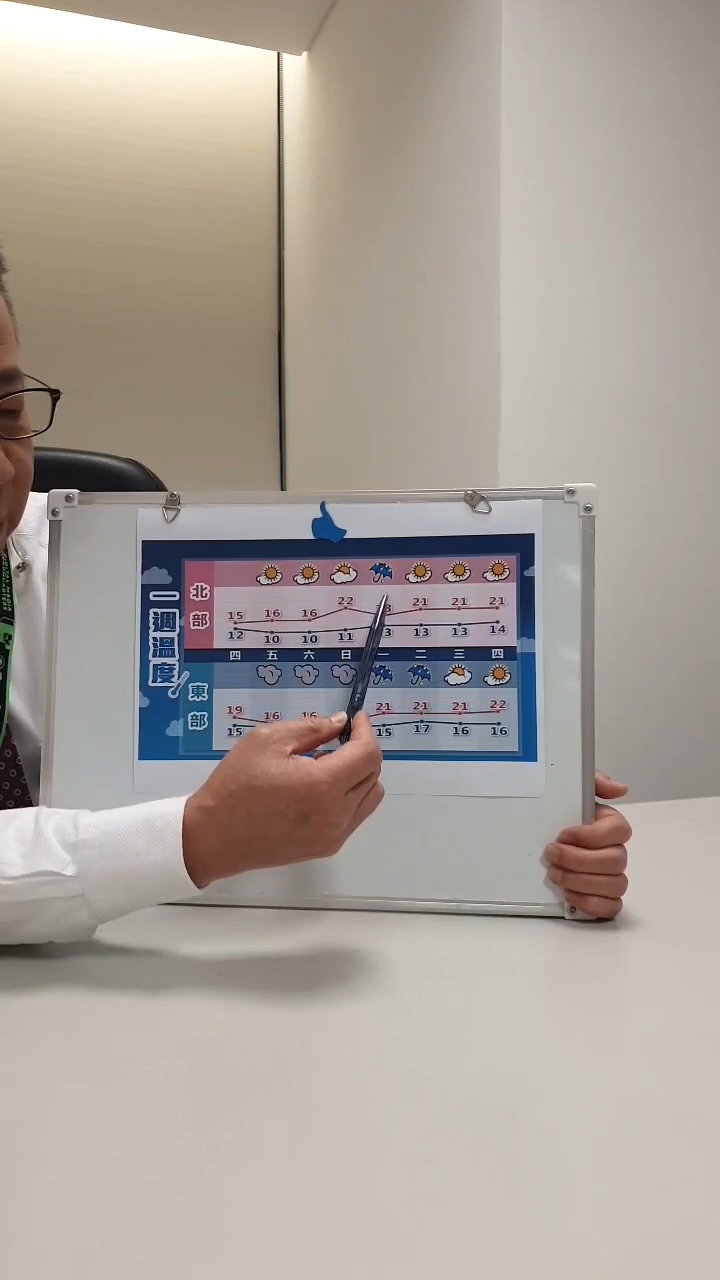 一週溫度
北部
15 16 16 22 21 21 21
12 10 10 11 13 13 14
四 五 六 日 一 二 三 四
東部
19 16 16 21 21 21 22
15 15 17 16 16